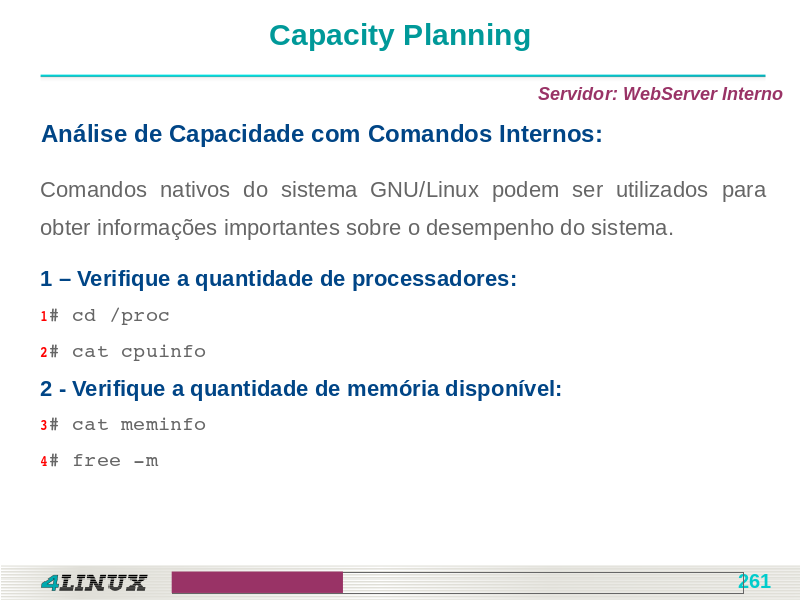 Capacity Planning
Servidor: WebServer Interno
Análise de Capacidade com Comandos Internos:
Comandos nativos do sistema GNU/Linux podem ser utilizados para
obter informações importantes sobre o desempenho do sistema.
1 – Verifique a quantidade de processadores:
1# cd /proc
2# cat cpuinfo
2 - Verifique a quantidade de memória disponível:
3# cat meminfo
4# free –m
4LINUX
261